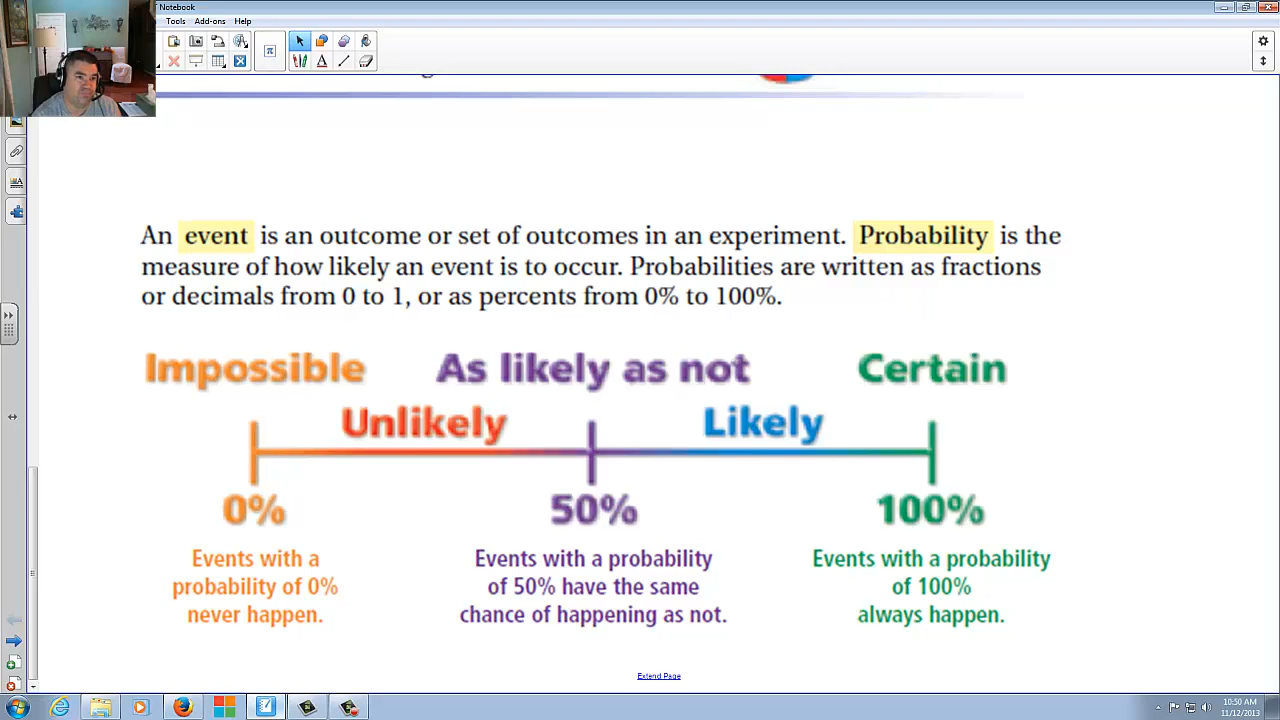 Notebook
Tools Add-ons Help
An event is an outcome or set of outcomes in an experiment. Probability is the
measure of how likely an event is to occur. Probabilities are written as fractions
or decimals from 0 to 1, or as percents from 0% to 100%.
Impossible As likely as not Certain
Unlikely Likely
0% 50% 100%
Events with a
probability of 0%
never happen.
Events with a probability
of 50% have the same
chance of happening as not.
Events with a probability
of 100%
always happen.
Extend Page
10:50 AM
11/12/2013